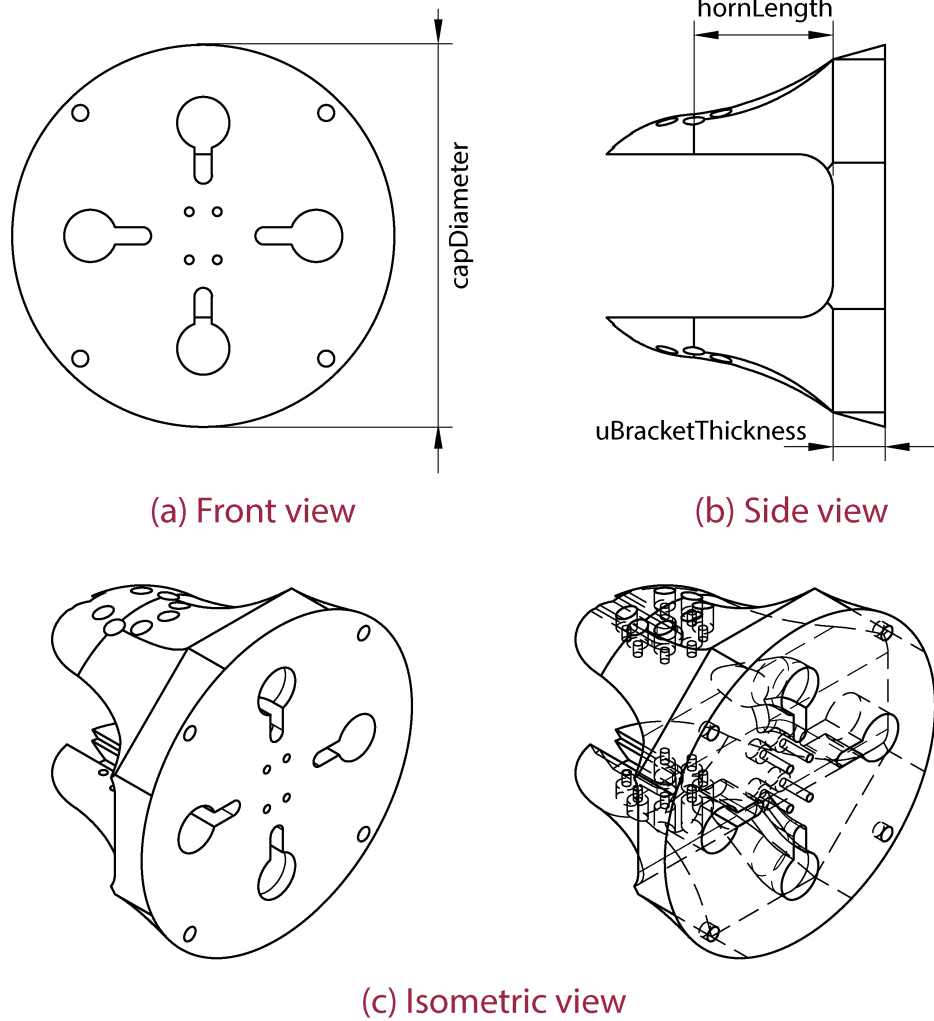 hornLength
capDiameter
uBracketThickness
(a) Front view
(b) Side view
(c) Isometric view